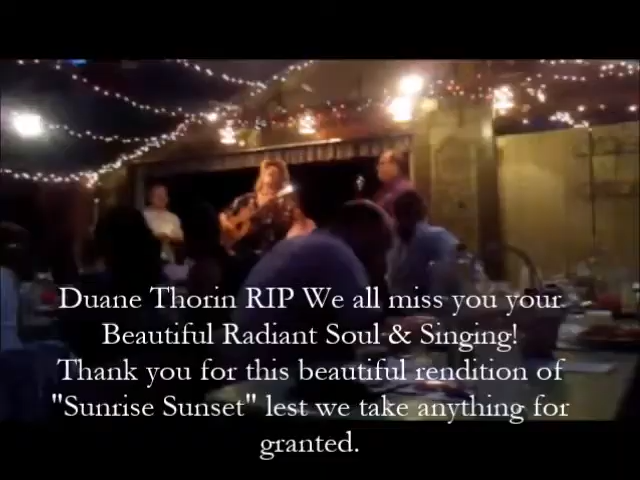 Duane Thorin RIP We all miss you your
Beautiful Radiant Soul & Singing!
Thank you for this beautiful rendition of
"Sunrise Sunset" lest we take anything for
granted.